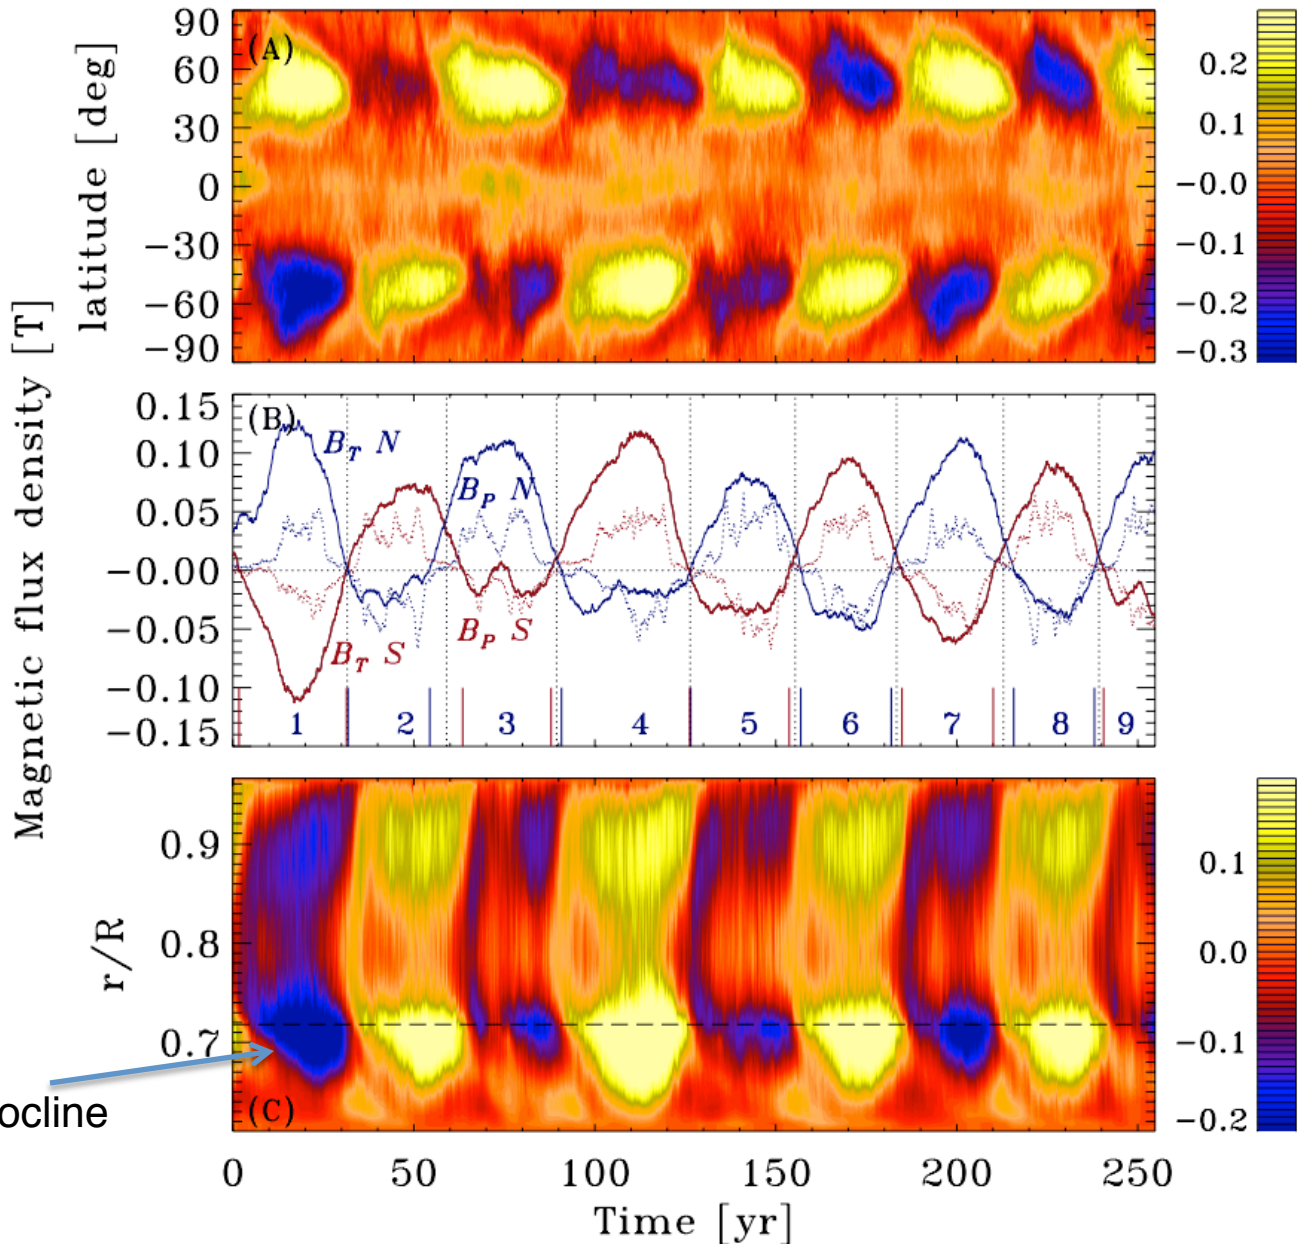 Magnetic flux density [T]
latitude [deg]
90
60
30
0
−30
−60
−90
(A)
0.2
0.1
−0.0
−0.1
−0.2
−0.3
0.15
0.10
0.05
−0.00
−0.05
−0.10
−0.15
(B)
B_T N
B_P N
B_T S
B_P S
1 2 3 4 5 6 7 8 9
r/R
0.9
0.8
0.7
(C)
0.1
0.0
−0.1
−0.2
ocline
0 50 100 150 200 250
Time [yr]